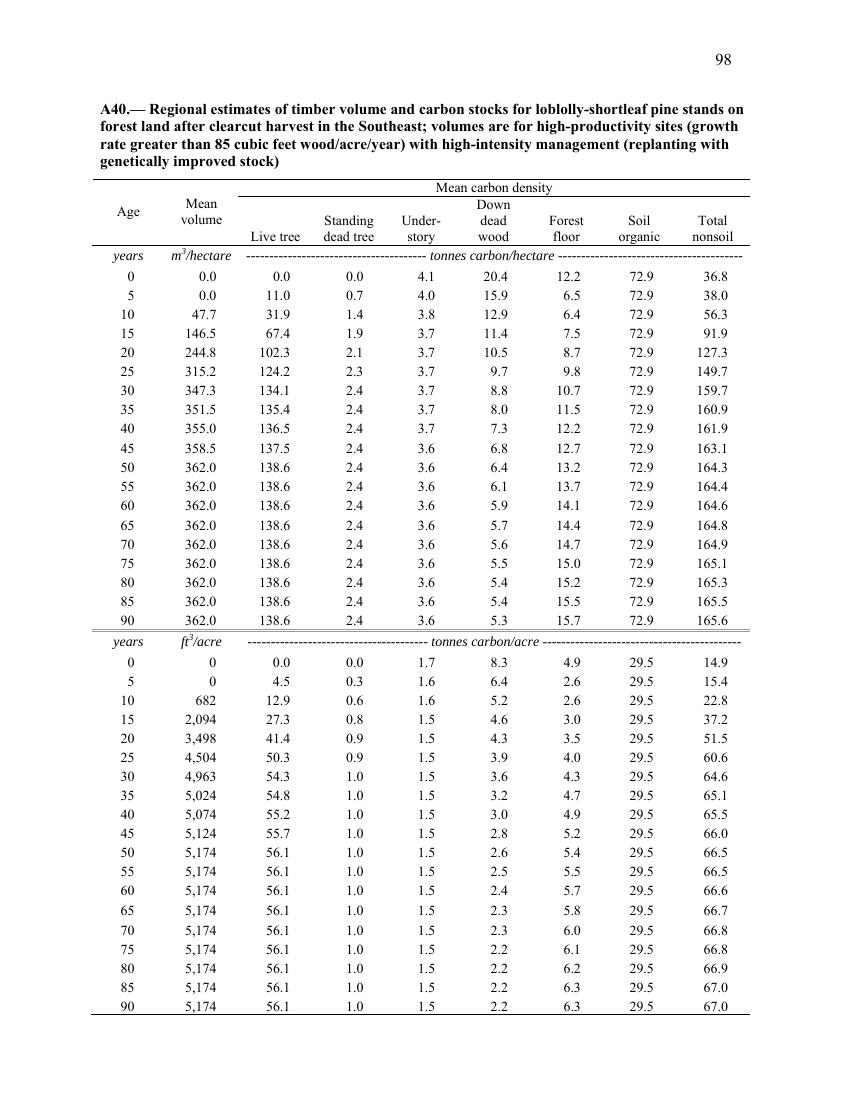 98
A40.— Regional estimates of timber volume and carbon stocks for loblolly-shortleaf pine stands on
forest land after clearcut harvest in the Southeast; volumes are for high-productivity sites (growth
rate greater than 85 cubic feet wood/acre/year) with high-intensity management (replanting with
genetically improved stock)
Mean carbon density
Age Mean volume Live tree Standing dead tree Under-story Down dead wood Forest floor Soil organic Total nonsoil
years m³/hectare --------------------------------------- tonnes carbon/hectare ----------------------------------------
0 0.0 0.0 0.0 4.1 20.4 12.2 72.9 36.8
5 0.0 11.0 0.7 4.0 15.9 6.5 72.9 38.0
10 47.7 31.9 1.4 3.8 12.9 6.4 72.9 56.3
15 146.5 67.4 1.9 3.7 11.4 7.5 72.9 91.9
20 244.8 102.3 2.1 3.7 10.5 8.7 72.9 127.3
25 315.2 124.2 2.3 3.7 9.7 9.8 72.9 149.7
30 347.3 134.1 2.4 3.7 8.8 10.7 72.9 159.7
35 351.5 135.4 2.4 3.7 8.0 11.5 72.9 160.9
40 355.0 136.5 2.4 3.7 7.3 12.2 72.9 161.9
45 358.5 137.5 2.4 3.6 6.8 12.7 72.9 163.1
50 362.0 138.6 2.4 3.6 6.4 13.2 72.9 164.3
55 362.0 138.6 2.4 3.6 6.1 13.7 72.9 164.4
60 362.0 138.6 2.4 3.6 5.9 14.1 72.9 164.6
65 362.0 138.6 2.4 3.6 5.7 14.4 72.9 164.8
70 362.0 138.6 2.4 3.6 5.6 14.7 72.9 164.9
75 362.0 138.6 2.4 3.6 5.5 15.0 72.9 165.1
80 362.0 138.6 2.4 3.6 5.4 15.2 72.9 165.3
85 362.0 138.6 2.4 3.6 5.4 15.5 72.9 165.5
90 362.0 138.6 2.4 3.6 5.3 15.7 72.9 165.6
years ft³/acre --------------------------------------- tonnes carbon/acre -------------------------------------------
0 0 0.0 0.0 1.7 8.3 4.9 29.5 14.9
5 0 4.5 0.3 1.6 6.4 2.6 29.5 15.4
10 682 12.9 0.6 1.6 5.2 2.6 29.5 22.8
15 2,094 27.3 0.8 1.5 4.6 3.0 29.5 37.2
20 3,498 41.4 0.9 1.5 4.3 3.5 29.5 51.5
25 4,504 50.3 0.9 1.5 3.9 4.0 29.5 60.6
30 4,963 54.3 1.0 1.5 3.6 4.3 29.5 64.6
35 5,024 54.8 1.0 1.5 3.2 4.7 29.5 65.1
40 5,074 55.2 1.0 1.5 3.0 4.9 29.5 65.5
45 5,124 55.7 1.0 1.5 2.8 5.2 29.5 66.0
50 5,174 56.1 1.0 1.5 2.6 5.4 29.5 66.5
55 5,174 56.1 1.0 1.5 2.5 5.5 29.5 66.5
60 5,174 56.1 1.0 1.5 2.4 5.7 29.5 66.6
65 5,174 56.1 1.0 1.5 2.3 5.8 29.5 66.7
70 5,174 56.1 1.0 1.5 2.3 6.0 29.5 66.8
75 5,174 56.1 1.0 1.5 2.2 6.1 29.5 66.8
80 5,174 56.1 1.0 1.5 2.2 6.2 29.5 66.9
85 5,174 56.1 1.0 1.5 2.2 6.3 29.5 67.0
90 5,174 56.1 1.0 1.5 2.2 6.3 29.5 67.0